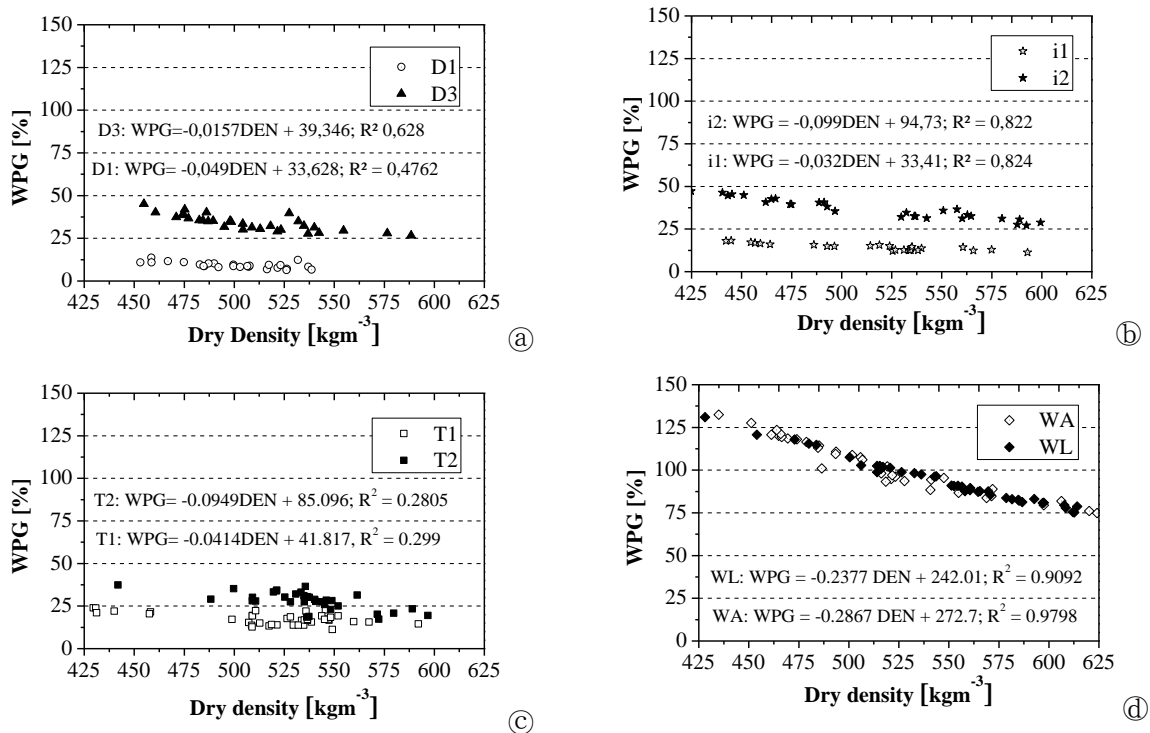 150
125
100
75
50
25
0
WPG [%]
D1
D3
D3: WPG=-0,0157DEN + 39,346; R² 0,628
D1: WPG=-0,049DEN + 33,628; R² = 0,4762
425 450 475 500 525 550 575 600 625
Dry Density [kgm⁻³]
ⓐ
150
125
100
75
50
25
0
WPG [%]
i1
i2
i2: WPG = -0,099DEN + 94,73; R² = 0,822
i1: WPG = -0,032DEN + 33,41; R² = 0,824
425 450 475 500 525 550 575 600 625
Dry density [kgm⁻³]
ⓑ
150
125
100
75
50
25
0
WPG [%]
T1
T2
T2: WPG= -0.0949DEN + 85.096; R² = 0.2805
T1: WPG= -0.0414DEN + 41.817, R² = 0.299
425 450 475 500 525 550 575 600 625
Dry density [kgm⁻³]
ⓒ
150
125
100
75
50
25
0
WPG [%]
WA
WL
WL: WPG = -0.2377 DEN + 242.01; R² = 0.9092
WA: WPG = -0.2867 DEN + 272.7; R² = 0.9798
425 450 475 500 525 550 575 600 625
Dry density [kgm⁻³]
ⓓ